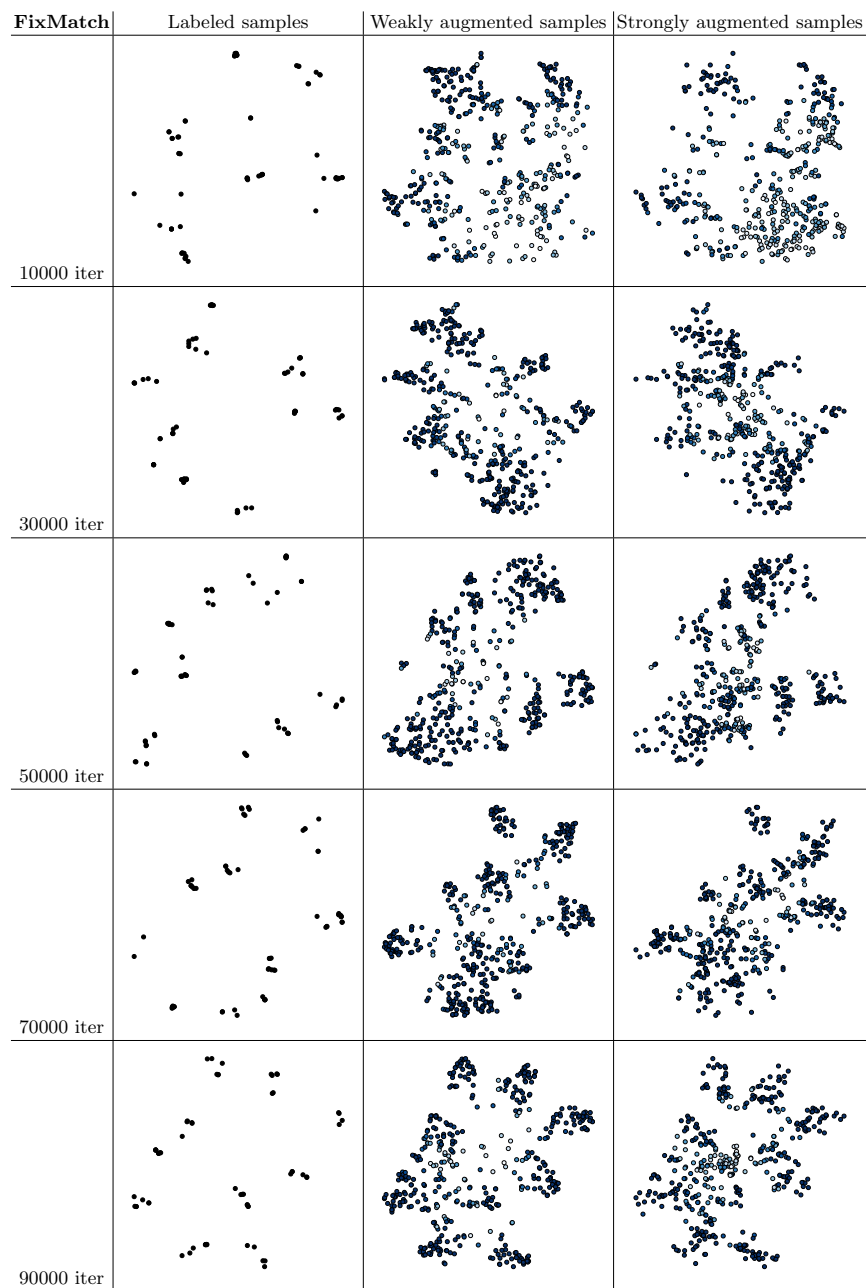 FixMatch Labeled samples Weakly augmented samples Strongly augmented samples
10000 iter
30000 iter
50000 iter
70000 iter
90000 iter